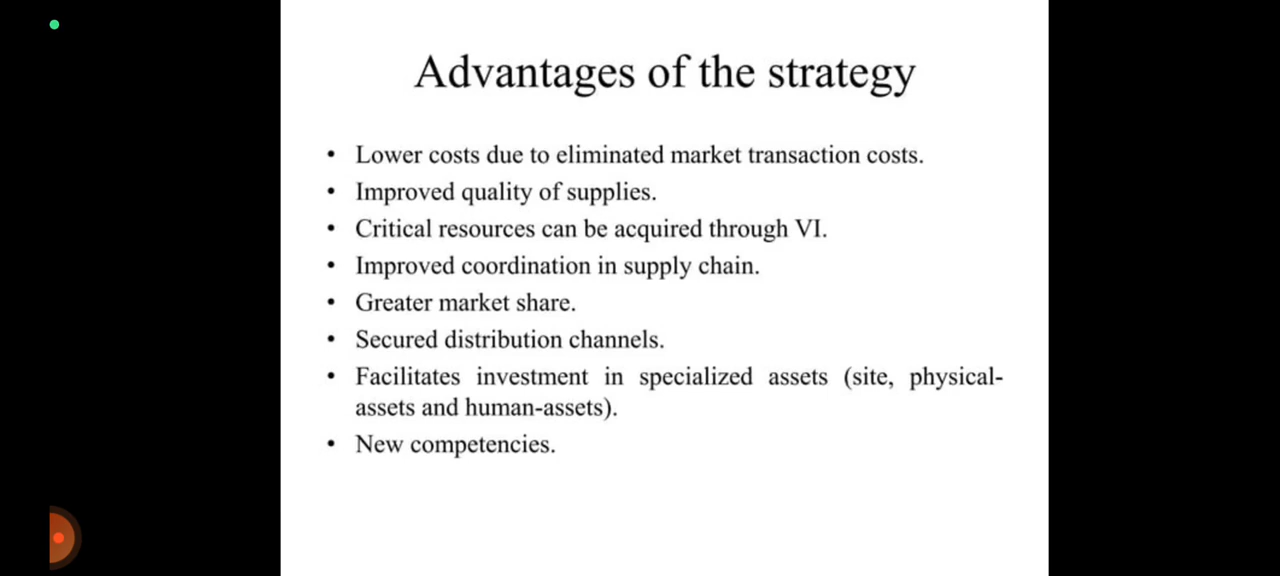 Advantages of the strategy
• Lower costs due to eliminated market transaction costs.
• Improved quality of supplies.
• Critical resources can be acquired through VI.
• Improved coordination in supply chain.
• Greater market share.
• Secured distribution channels.
• Facilitates investment in specialized assets (site, physical-
assets and human-assets).
• New competencies.